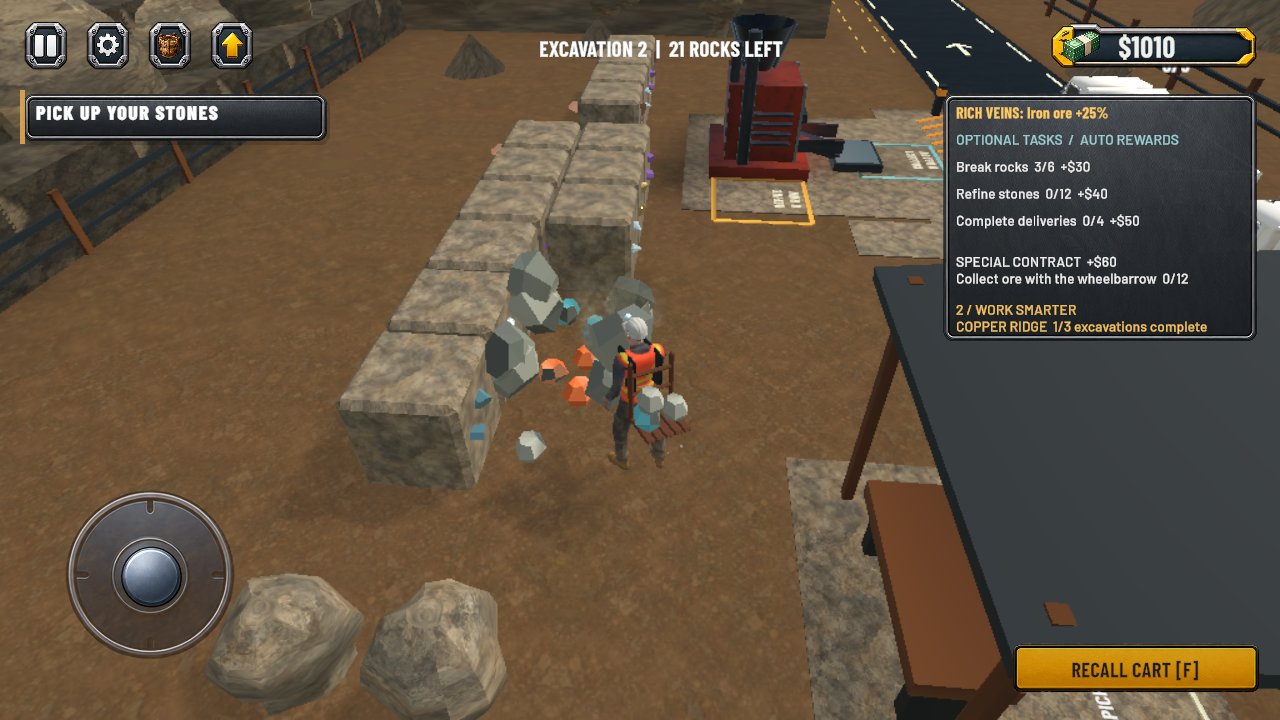 EXCAVATION 2 | 21 ROCKS LEFT
$1010
PICK UP YOUR STONES
RICH VEINS: Iron ore +25%
OPTIONAL TASKS / AUTO REWARDS
Break rocks 3/6 +$30
Refine stones 0/12 +$40
Complete deliveries 0/4 +$50
SPECIAL CONTRACT +$60
Collect ore with the wheelbarrow 0/12
2 / WORK SMARTER
COPPER RIDGE 1/3 excavations complete
RECALL CART [F]